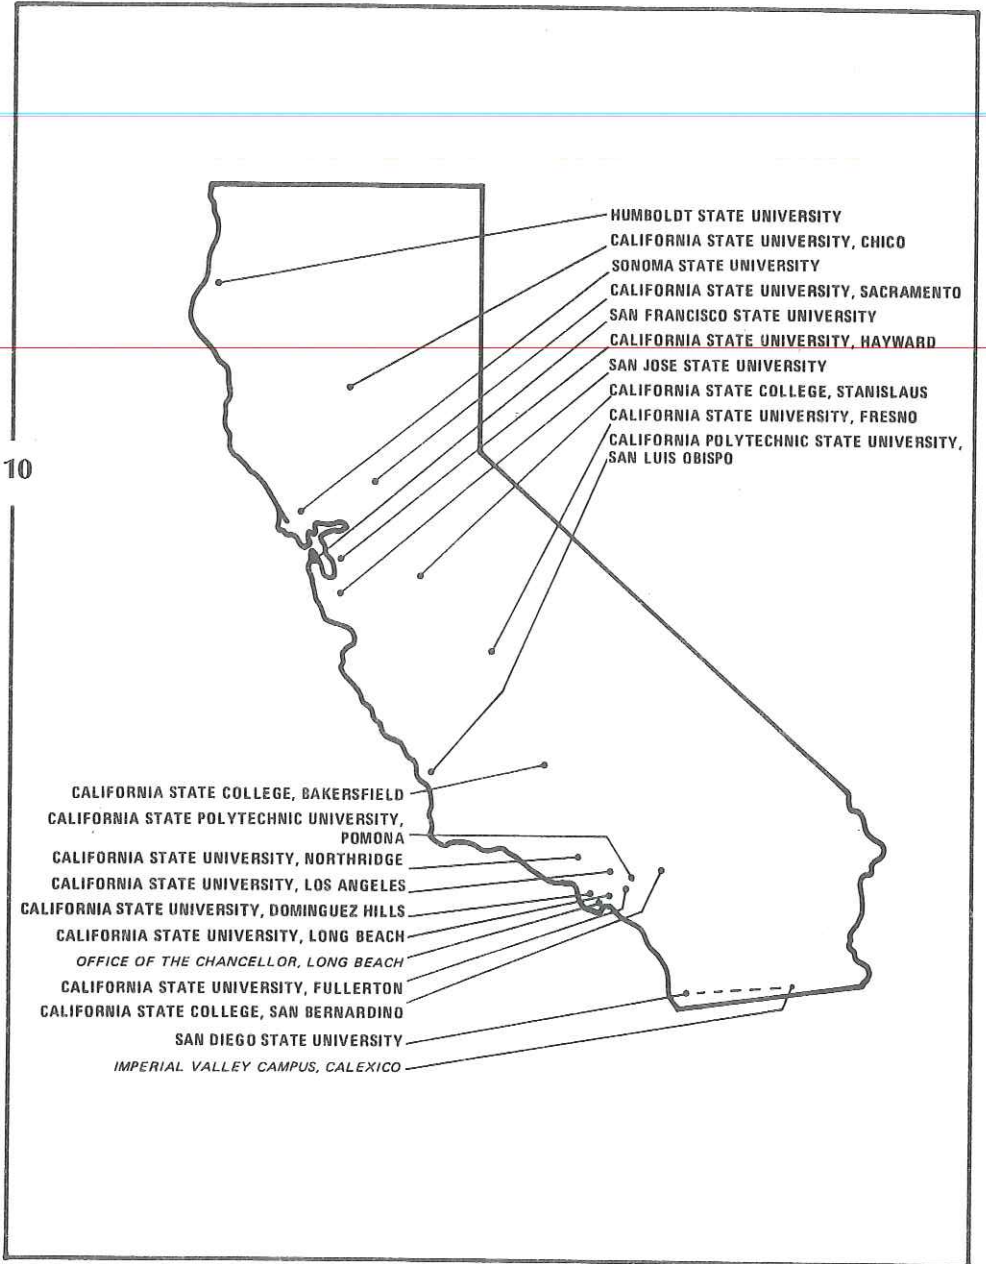 HUMBOLDT STATE UNIVERSITY
CALIFORNIA STATE UNIVERSITY, CHICO
SONOMA STATE UNIVERSITY
CALIFORNIA STATE UNIVERSITY, SACRAMENTO
SAN FRANCISCO STATE UNIVERSITY
CALIFORNIA STATE UNIVERSITY, HAYWARD
SAN JOSE STATE UNIVERSITY
CALIFORNIA STATE COLLEGE, STANISLAUS
CALIFORNIA STATE UNIVERSITY, FRESNO
CALIFORNIA POLYTECHNIC STATE UNIVERSITY,
SAN LUIS OBISPO
10
CALIFORNIA STATE COLLEGE, BAKERSFIELD
CALIFORNIA STATE POLYTECHNIC UNIVERSITY,
POMONA
CALIFORNIA STATE UNIVERSITY, NORTHRIDGE
CALIFORNIA STATE UNIVERSITY, LOS ANGELES
CALIFORNIA STATE UNIVERSITY, DOMINGUEZ HILLS
CALIFORNIA STATE UNIVERSITY, LONG BEACH
OFFICE OF THE CHANCELLOR, LONG BEACH
CALIFORNIA STATE UNIVERSITY, FULLERTON
CALIFORNIA STATE COLLEGE, SAN BERNARDINO
SAN DIEGO STATE UNIVERSITY
IMPERIAL VALLEY CAMPUS, CALEXICO